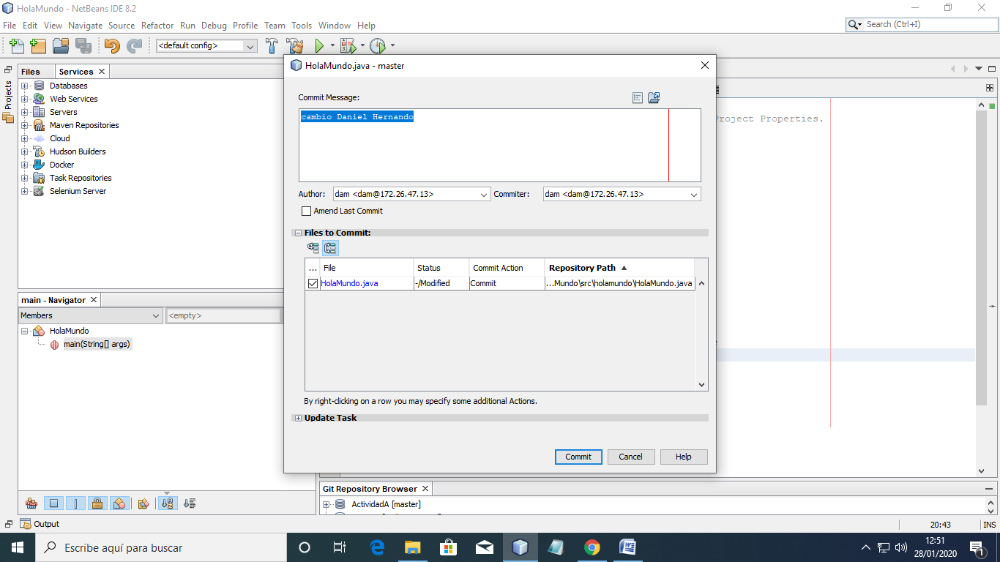 HolaMundo - NetBeans IDE 8.2
File Edit View Navigate Source Refactor Run Debug Profile Team Tools Window Help
Search (Ctrl+I)
<default config>
Projects
Files
Services
Databases
Web Services
Servers
Maven Repositories
Cloud
Hudson Builders
Docker
Task Repositories
Selenium Server
main - Navigator
Members
<empty>
HolaMundo
main(String[] args)
HolaMundo.java - master
Commit Message:
cambio Daniel Hernando
Author: dam <dam@172.26.47.13> Commiter: dam <dam@172.26.47.13>
Amend Last Commit
Files to Commit:
... File Status Commit Action Repository Path
HolaMundo.java -/Modified Commit ...Mundo\src\holamundo\HolaMundo.java
By right-clicking on a row you may specify some additional Actions.
Update Task
Commit Cancel Help
Project Properties.
Git Repository Browser
ActividadA [master]
Output
20:43 INS
Escribe aquí para buscar
12:51
28/01/2020
1